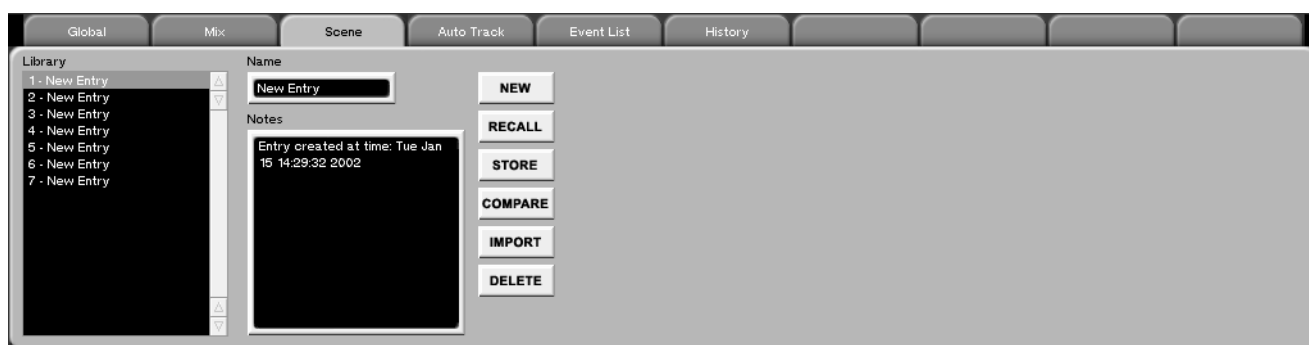 Global Mix Scene Auto Track Event List History
Library
1 - New Entry
2 - New Entry
3 - New Entry
4 - New Entry
5 - New Entry
6 - New Entry
7 - New Entry
Name
New Entry
Notes
Entry created at time: Tue Jan
15 14:29:32 2002
NEW
RECALL
STORE
COMPARE
IMPORT
DELETE